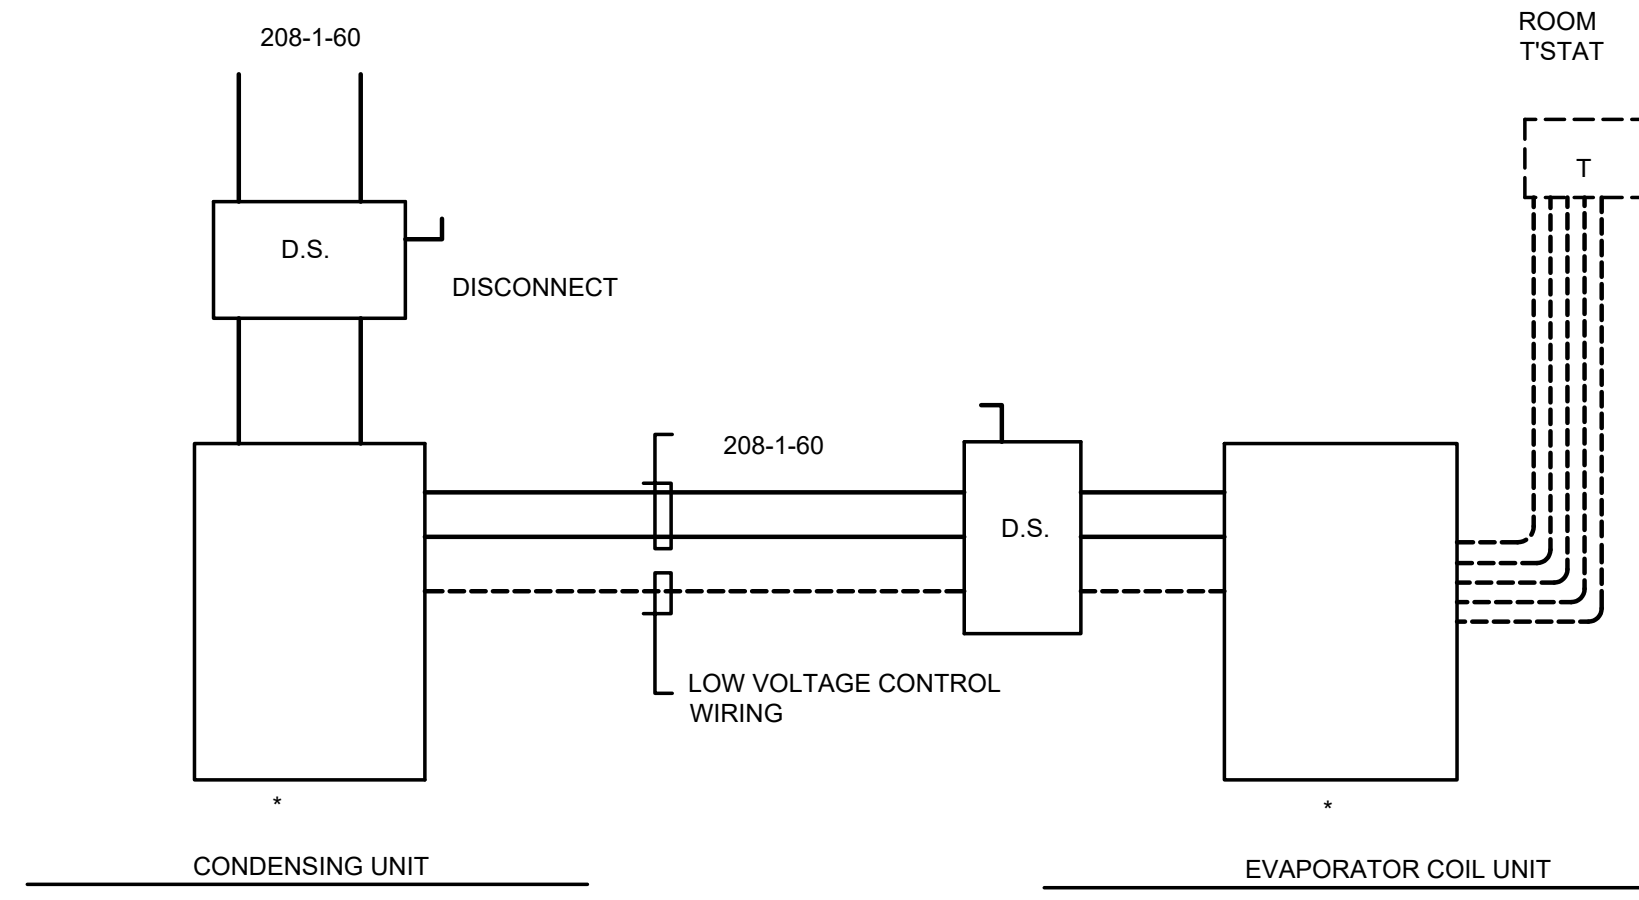 208-1-60
ROOM
T'STAT
T
D.S.
DISCONNECT
208-1-60
D.S.
LOW VOLTAGE CONTROL
WIRING
*
*
CONDENSING UNIT
EVAPORATOR COIL UNIT